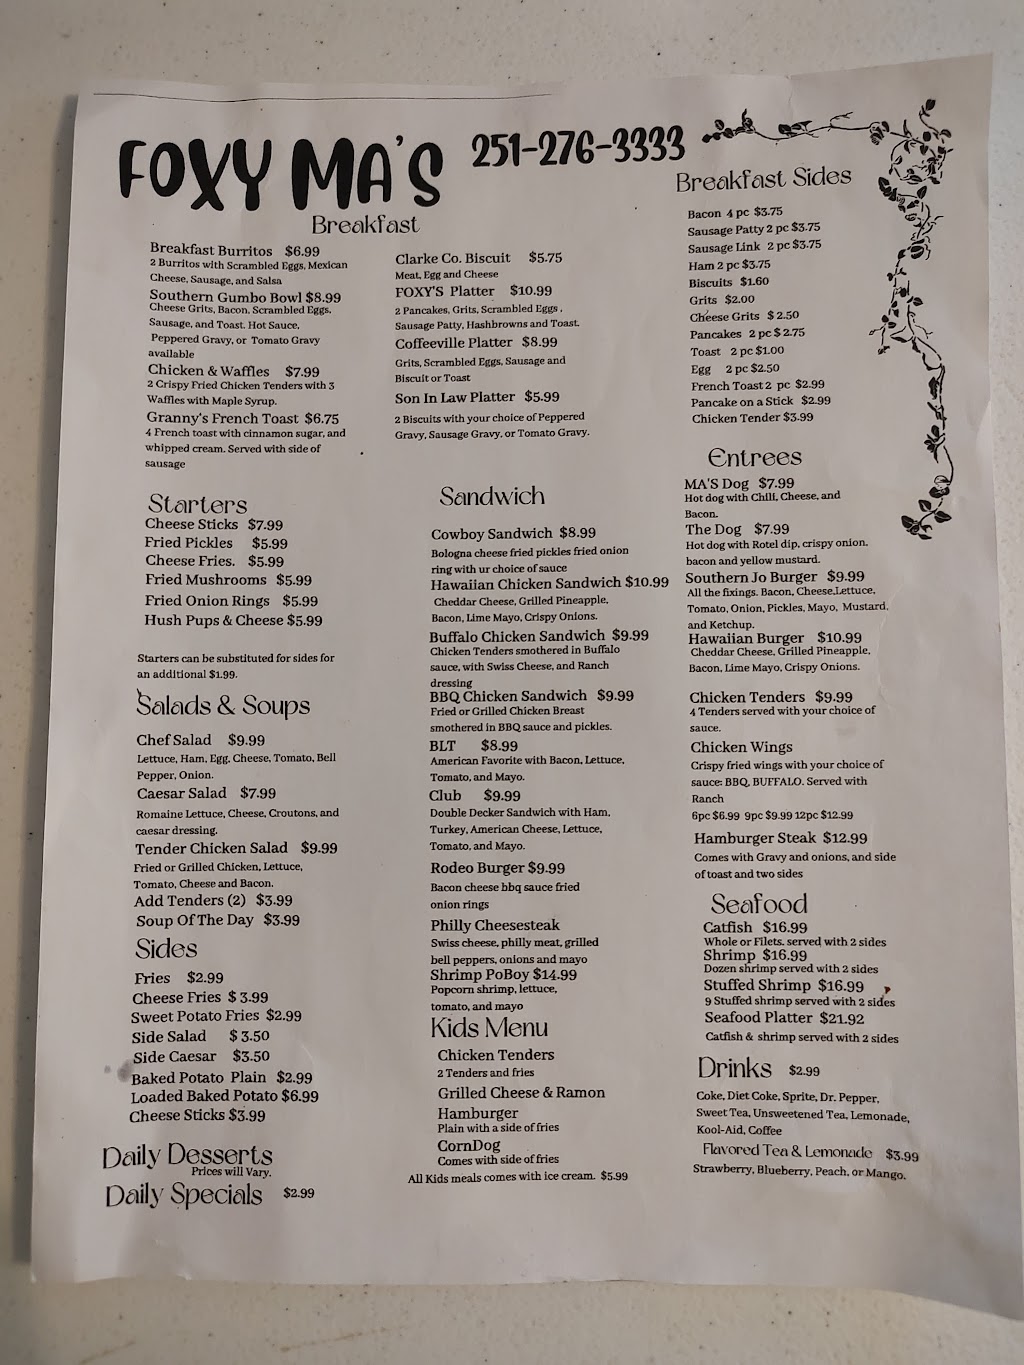 FOXY MA'S
251-276-3333
Breakfast
Breakfast Burritos $6.99
2 Burritos with Scrambled Eggs, Mexican
Cheese, Sausage, and Salsa
Southern Gumbo Bowl $8.99
Cheese Grits, Bacon, Scrambled Eggs,
Sausage, and Toast. Hot Sauce,
Peppered Gravy, or Tomato Gravy
available
Chicken & Waffles $7.99
2 Crispy Fried Chicken Tenders with 3
Waffles with Maple Syrup.
Granny's French Toast $6.75
4 French toast with cinnamon sugar, and
whipped cream. Served with side of
sausage
Clarke Co. Biscuit $5.75
Meat, Egg and Cheese
FOXY'S Platter $10.99
2 Pancakes, Grits, Scrambled Eggs ,
Sausage Patty, Hashbrowns and Toast.
Coffeeville Platter $8.99
Grits, Scrambled Eggs, Sausage and
Biscuit or Toast
Son In Law Platter $5.99
2 Biscuits with your choice of Peppered
Gravy, Sausage Gravy, or Tomato Gravy.
Breakfast Sides
Bacon 4 pc $3.75
Sausage Patty 2 pc $3.75
Sausage Link 2 pc $3.75
Ham 2 pc $3.75
Biscuits $1.60
Grits $2.00
Cheese Grits $ 2.50
Pancakes 2 pc $ 2.75
Toast 2 pc $1.00
Egg 2 pc $2.50
French Toast 2 pc $2.99
Pancake on a Stick $2.99
Chicken Tender $3.99
Starters
Cheese Sticks $7.99
Fried Pickles $5.99
Cheese Fries. $5.99
Fried Mushrooms $5.99
Fried Onion Rings $5.99
Hush Pups & Cheese $5.99
Starters can be substituted for sides for
an additional $1.99.
Salads & Soups
Chef Salad $9.99
Lettuce, Ham, Egg, Cheese, Tomato, Bell
Pepper, Onion.
Caesar Salad $7.99
Romaine Lettuce, Cheese, Croutons, and
caesar dressing.
Tender Chicken Salad $9.99
Fried or Grilled Chicken, Lettuce,
Tomato, Cheese and Bacon.
Add Tenders (2) $3.99
Soup Of The Day $3.99
Sides
Fries $2.99
Cheese Fries $ 3.99
Sweet Potato Fries $2.99
Side Salad $ 3.50
Side Caesar $3.50
Baked Potato Plain $2.99
Loaded Baked Potato $6.99
Cheese Sticks $3.99
Daily Desserts
Prices will Vary.
Daily Specials $2.99
Sandwich
Cowboy Sandwich $8.99
Bologna cheese fried pickles fried onion
ring with ur choice of sauce
Hawaiian Chicken Sandwich $10.99
Cheddar Cheese, Grilled Pineapple,
Bacon, Lime Mayo, Crispy Onions.
Buffalo Chicken Sandwich $9.99
Chicken Tenders smothered in Buffalo
sauce, with Swiss Cheese, and Ranch
dressing
BBQ Chicken Sandwich $9.99
Fried or Grilled Chicken Breast
smothered in BBQ sauce and pickles.
BLT $8.99
American Favorite with Bacon, Lettuce,
Tomato, and Mayo.
Club $9.99
Double Decker Sandwich with Ham,
Turkey, American Cheese, Lettuce,
Tomato, and Mayo.
Rodeo Burger $9.99
Bacon cheese bbq sauce fried
onion rings
Philly Cheesesteak
Swiss cheese, philly meat, grilled
bell peppers, onions and mayo
Shrimp PoBoy $14.99
Popcorn shrimp, lettuce,
tomato, and mayo
Kids Menu
Chicken Tenders
2 Tenders and fries
Grilled Cheese & Ramon
Hamburger
Plain with a side of fries
CornDog
Comes with side of fries
All Kids meals comes with ice cream. $5.99
Entrees
MA'S Dog $7.99
Hot dog with Chili, Cheese, and
Bacon.
The Dog $7.99
Hot dog with Rotel dip, crispy onion.
bacon and yellow mustard.
Southern Jo Burger $9.99
All the fixings. Bacon, Cheese,Lettuce,
Tomato, Onion, Pickles, Mayo, Mustard,
and Ketchup.
Hawaiian Burger $10.99
Cheddar Cheese, Grilled Pineapple,
Bacon, Lime Mayo, Crispy Onions.
Chicken Tenders $9.99
4 Tenders served with your choice of
sauce.
Chicken Wings
Crispy fried wings with your choice of
sauce: BBQ, BUFFALO. Served with
Ranch
6pc $6.99 9pc $9.99 12pc $12.99
Hamburger Steak $12.99
Comes with Gravy and onions, and side
of toast and two sides
Seafood
Catfish $16.99
Whole or Filets. served with 2 sides
Shrimp $16.99
Dozen shrimp served with 2 sides
Stuffed Shrimp $16.99
9 Stuffed shrimp served with 2 sides
Seafood Platter $21.92
Catfish & shrimp served with 2 sides
Drinks $2.99
Coke, Diet Coke, Sprite, Dr. Pepper,
Sweet Tea, Unsweetened Tea, Lemonade,
Kool-Aid, Coffee
Flavored Tea & Lemonade $3.99
Strawberry, Blueberry, Peach, or Mango.